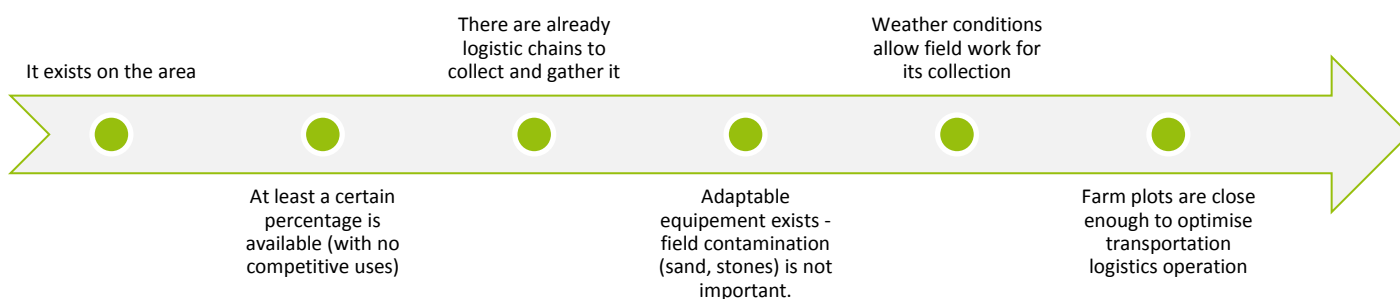 It exists on the area
At least a certain
percentage is
available (with no
competitive uses)
There are already
logistic chains to
collect and gather it
Adaptable
equipement exists -
field contamination
(sand, stones) is not
important.
Weather conditions
allow field work for
its collection
Farm plots are close
enough to optimise
transportation
logistics operation